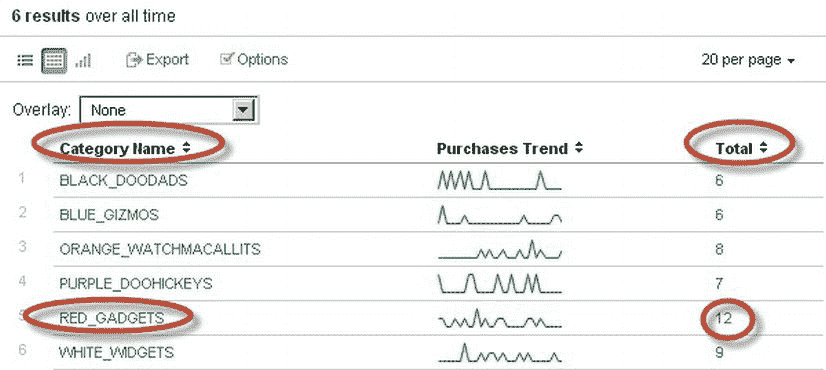 6 results over all time
Export Options 20 per page
Overlay: None
Category Name Purchases Trend Total
1 BLACK_DOODADS 6
2 BLUE_GIZMOS 6
3 ORANGE_WATCHMACALLITS 8
4 PURPLE_DOOHICKEYS 7
5 RED_GADGETS 12
6 WHITE_WIDGETS 9